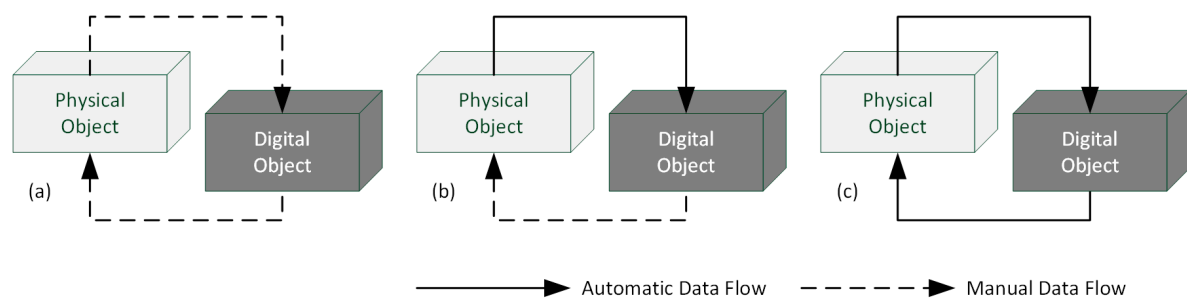 Physical
Object
Digital
Object
(a)
Physical
Object
Digital
Object
(b)
Physical
Object
Digital
Object
(c)
Automatic Data Flow
Manual Data Flow